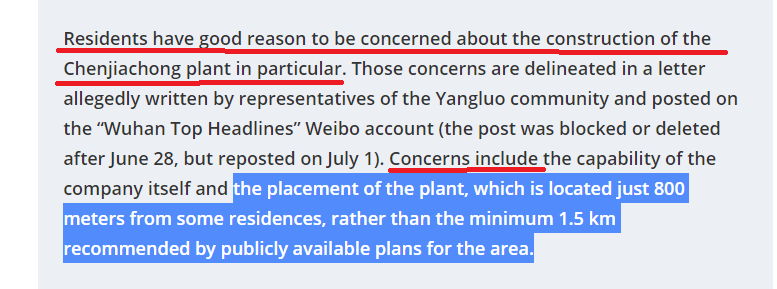 Residents have good reason to be concerned about the construction of the
Chenjiachong plant in particular. Those concerns are delineated in a letter
allegedly written by representatives of the Yangluo community and posted on
the “Wuhan Top Headlines” Weibo account (the post was blocked or deleted
after June 28, but reposted on July 1). Concerns include the capability of the
company itself and the placement of the plant, which is located just 800
meters from some residences, rather than the minimum 1.5 km
recommended by publicly available plans for the area.